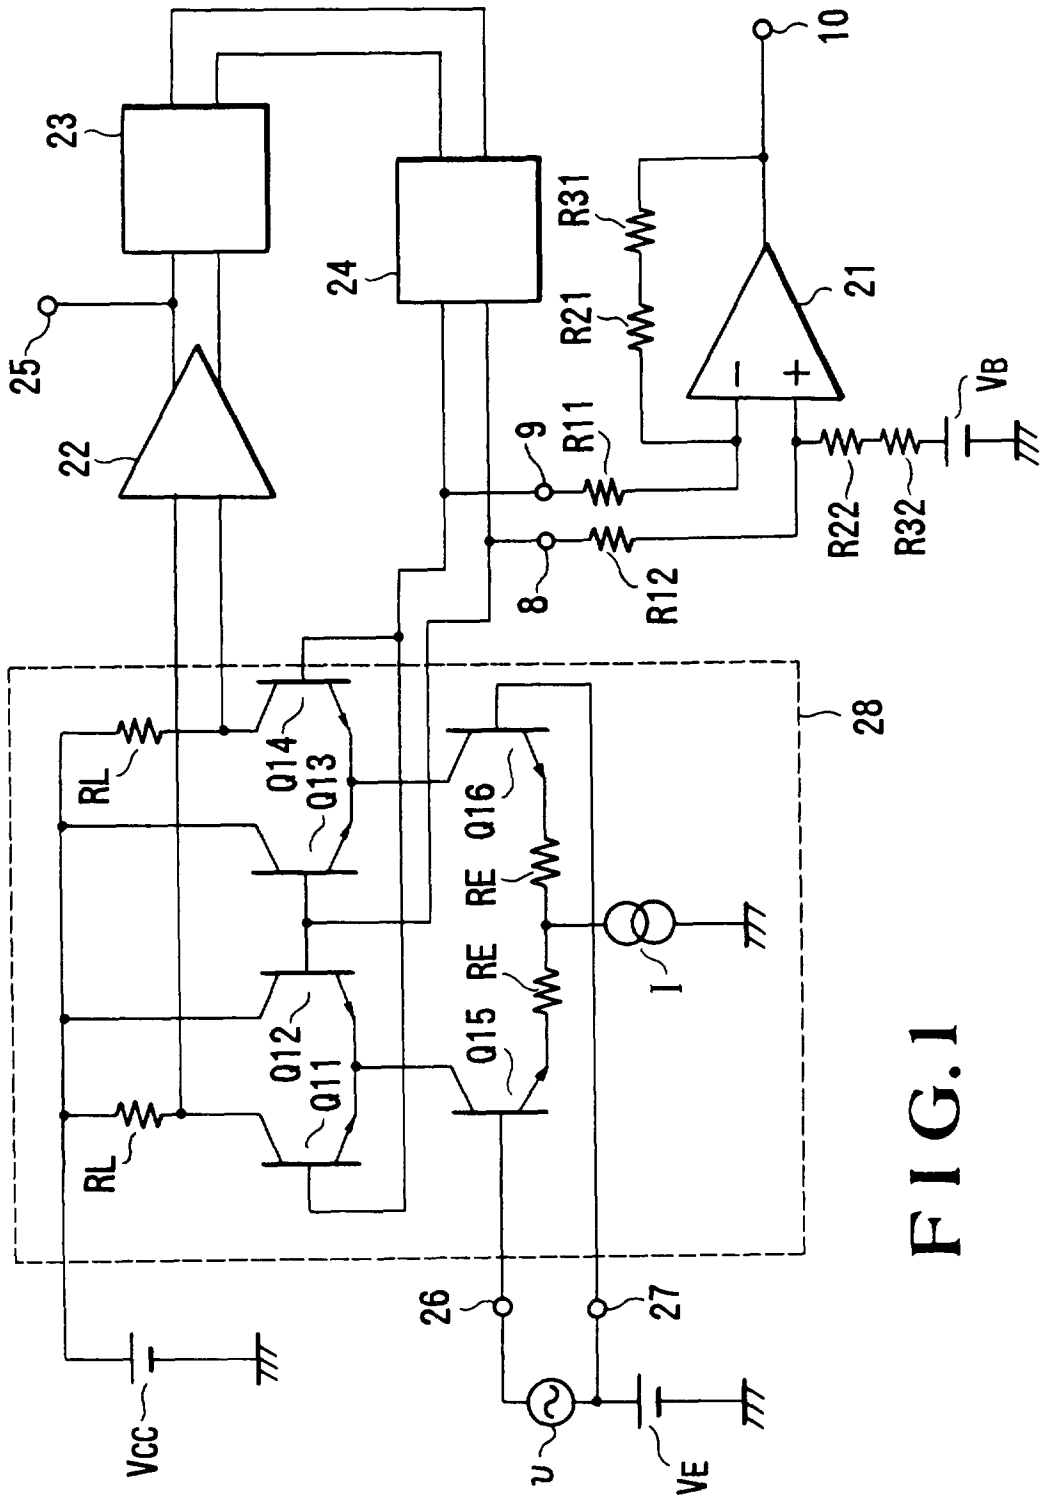 10
23
R31
24
21
25
R21
VB
9
R11
22
R22
R32
8
R12
28
RL
Q14
Q13
Q16
RE
RE
I
Q12
Q11
Q15
RL
26
27
VCC
υ
VE
FIG.1
−
+